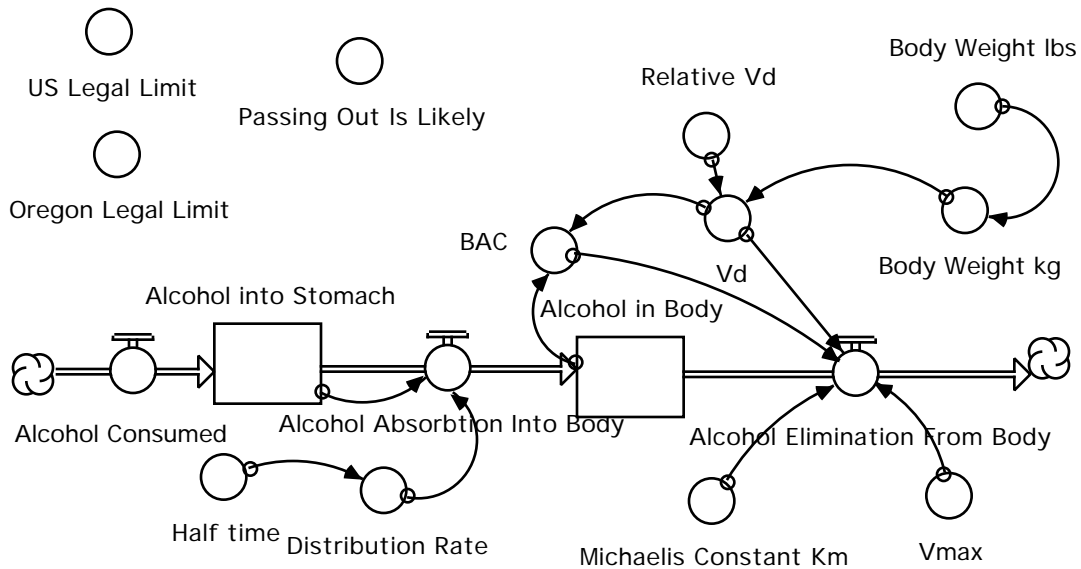 US Legal Limit
Passing Out Is Likely
Oregon Legal Limit
Body Weight lbs
Relative Vd
BAC
Vd
Body Weight kg
Alcohol into Stomach
Alcohol in Body
Alcohol Consumed
Alcohol Absorbtion Into Body
Alcohol Elimination From Body
Half time
Distribution Rate
Michaelis Constant Km
Vmax